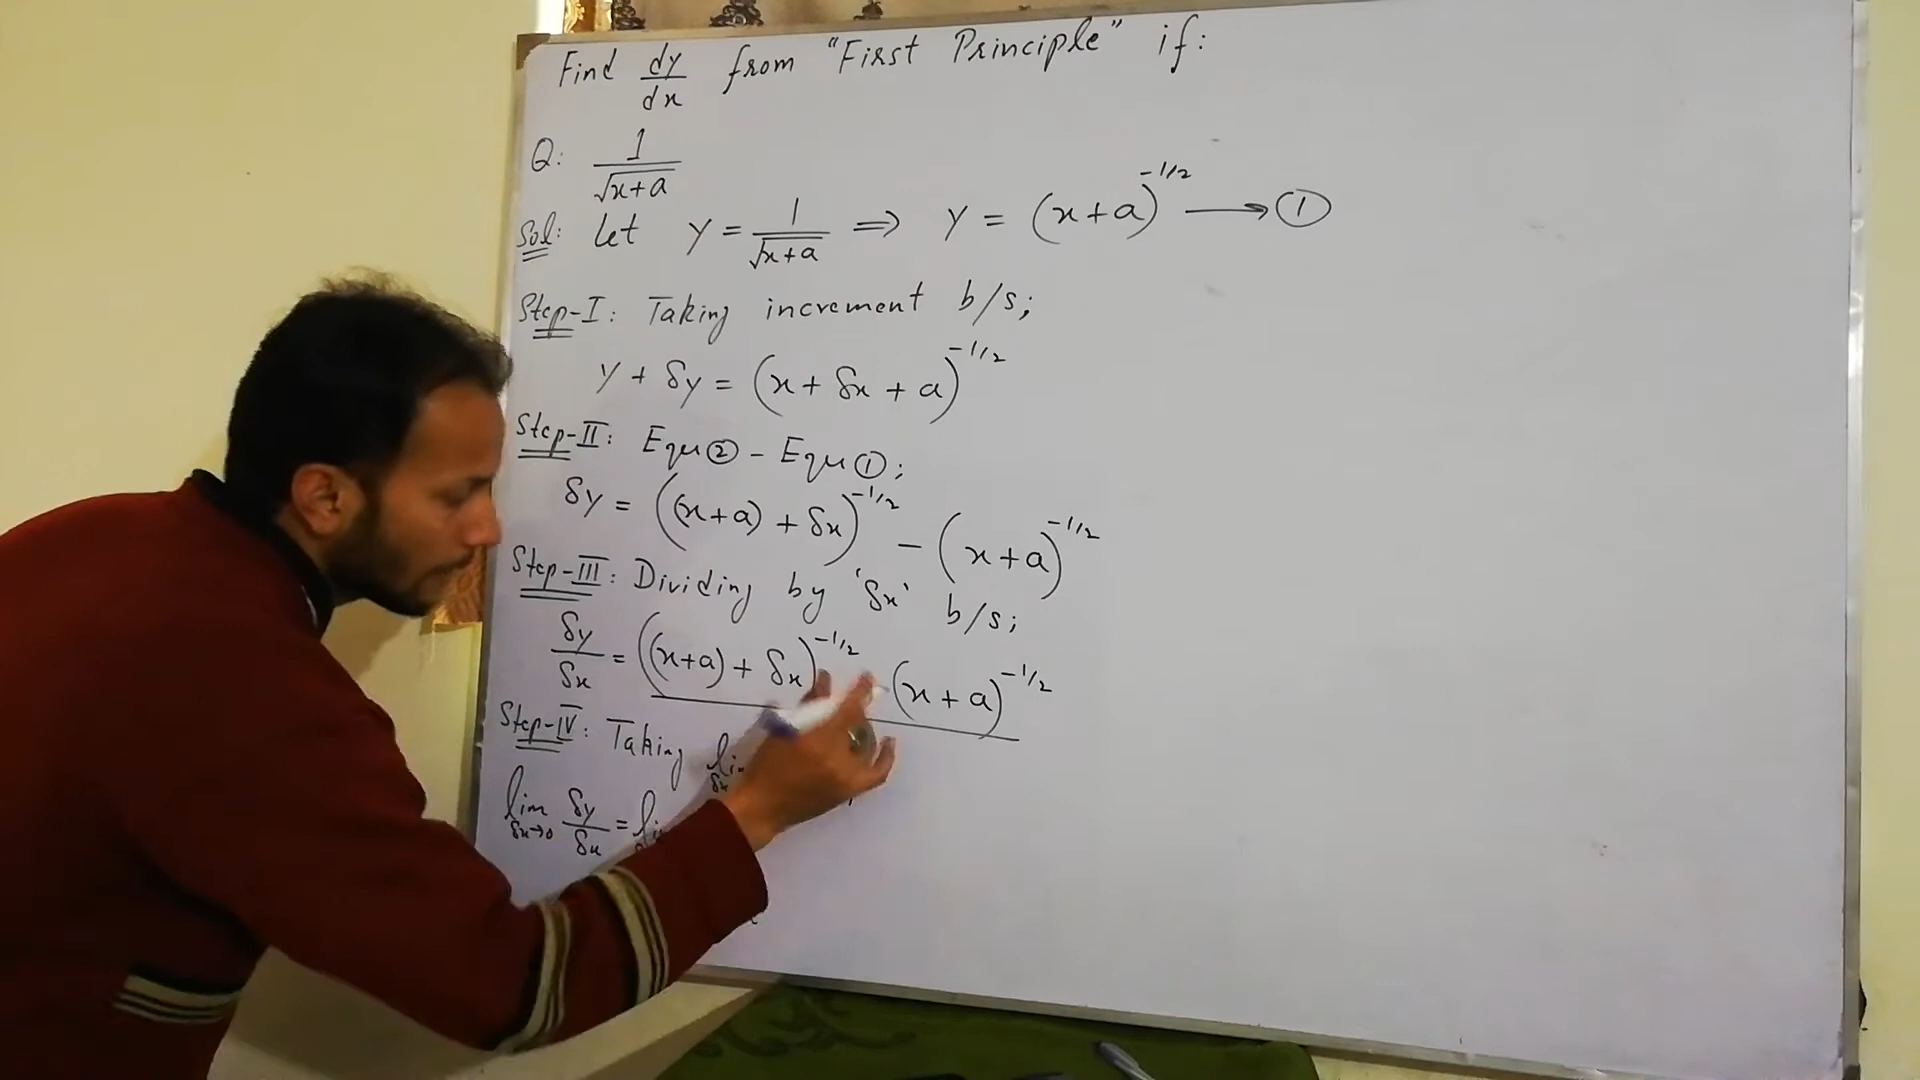 Find dy/dx from "First Principle" if:
Q: 1/√x+a
Sol: Let y = 1/√x+a ⇒ y = (x+a)^-1/2 ⟶ ①
Step-I: Taking increment b/s;
y + δy = (x + δx + a)^-1/2
Step-II: Equ② - Equ①;
δy = ((x+a) + δx)^-1/2 - (x+a)^-1/2
Step-III: Dividing by 'δx' b/s;
δy/δx = ((x+a) + δx)^-1/2 - (x+a)^-1/2
Step-IV: Taking
lim δx→0 δy/δx =